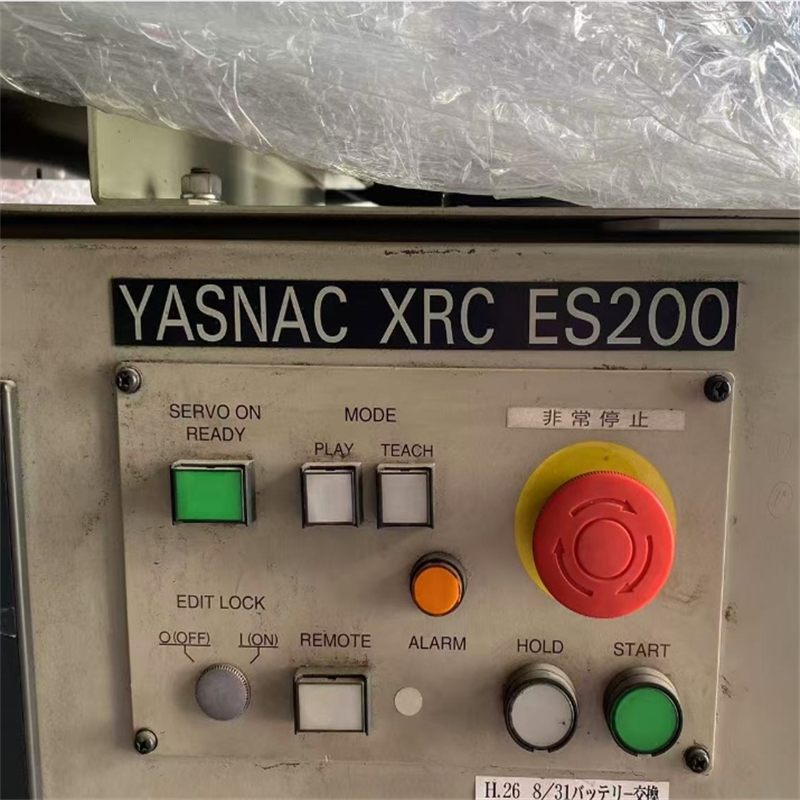 YASNAC XRC ES200
SERVO ON
READY
MODE
PLAY
TEACH
非常停止
EDIT LOCK
O(OFF)
I(ON)
REMOTE
ALARM
HOLD
START
H.26 8/31バッテリー交換